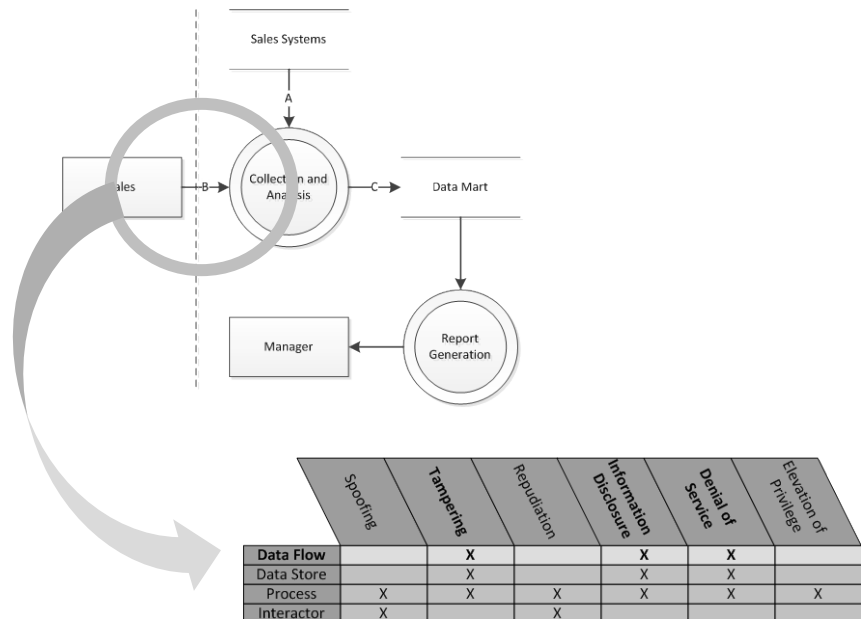 Sales Systems
A
Sales
B
Collection and
Analysis
C
Data Mart
Manager
Report
Generation
Spoofing
Tampering
Repudiation
Information
Disclosure
Denial of
Service
Elevation of
Privilege
Data Flow X X X
Data Store X X X
Process X X X X X X
Interactor X X